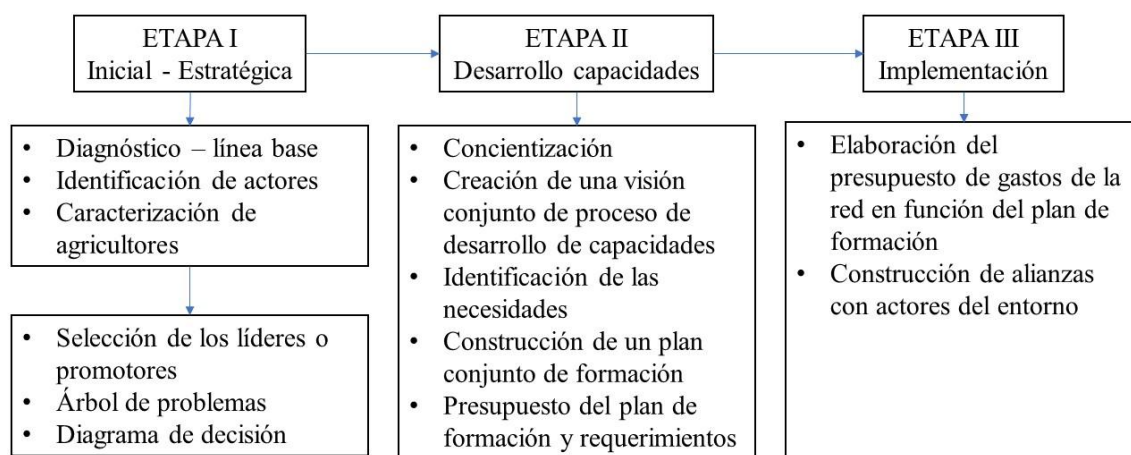 ETAPA I
Inicial - Estratégica
ETAPA II
Desarrollo capacidades
ETAPA III
Implementación
• Diagnóstico – línea base
• Identificación de actores
• Caracterización de
agricultores
• Selección de los líderes o
promotores
• Árbol de problemas
• Diagrama de decisión
• Concientización
• Creación de una visión
conjunto de proceso de
desarrollo de capacidades
• Identificación de las
necesidades
• Construcción de un plan
conjunto de formación
• Presupuesto del plan de
formación y requerimientos
• Elaboración del
presupuesto de gastos de la
red en función del plan de
formación
• Construcción de alianzas
con actores del entorno